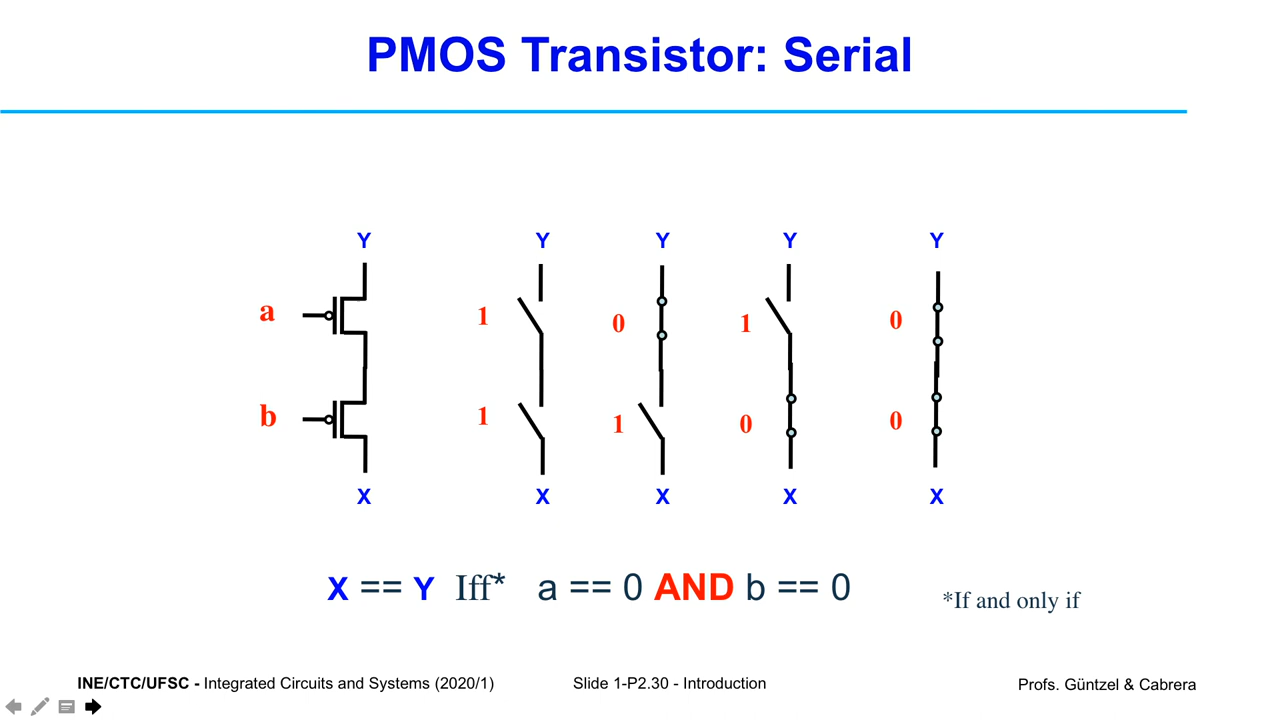 PMOS Transistor: Serial
Y Y Y Y Y
a 1 0 1 0
b 1 1 0 0
X X X X X
X == Y Iff* a == 0 AND b == 0
*If and only if
INE/CTC/UFSC - Integrated Circuits and Systems (2020/1) Slide 1-P2.30 - Introduction Profs. Güntzel & Cabrera